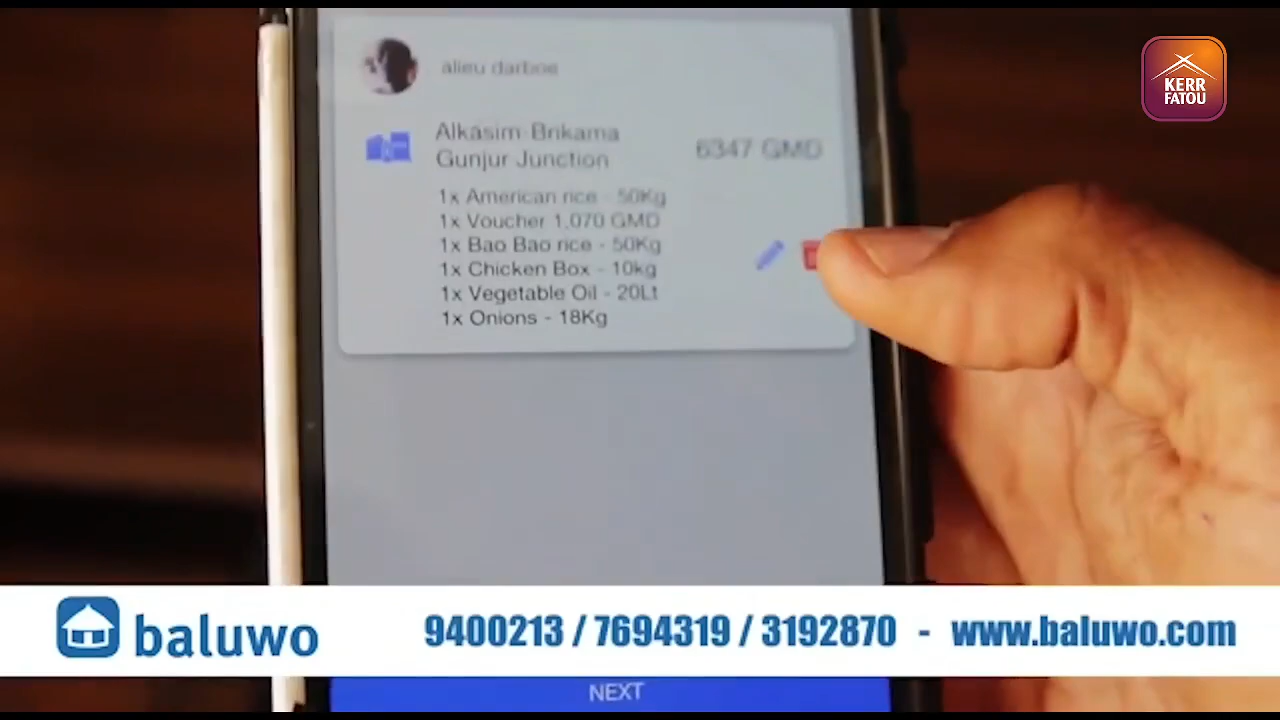 alieu darboe
KERR
FATOU
Alkasim-Brikama
Gunjur Junction
6347 GMD
1x American rice - 50Kg
1x Voucher 1,070 GMD
1x Bao Bao rice - 50Kg
1x Chicken Box - 10kg
1x Vegetable Oil - 20Lt
1x Onions - 18Kg
baluwo
9400213 / 7694319 / 3192870 - www.baluwo.com
NEXT